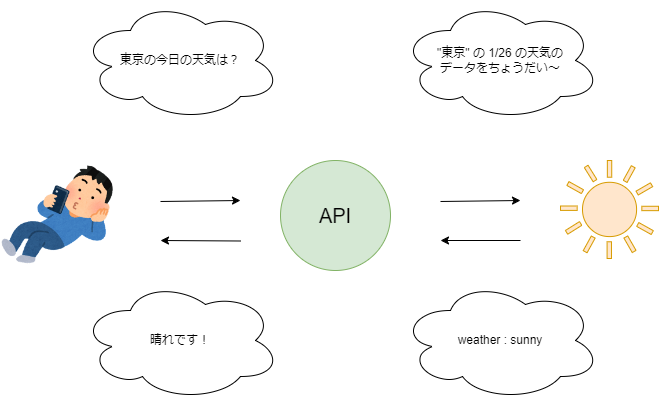 東京の今日の天気は？
"東京" の 1/26 の天気の
データをちょうだい～
API
晴れです！
weather : sunny